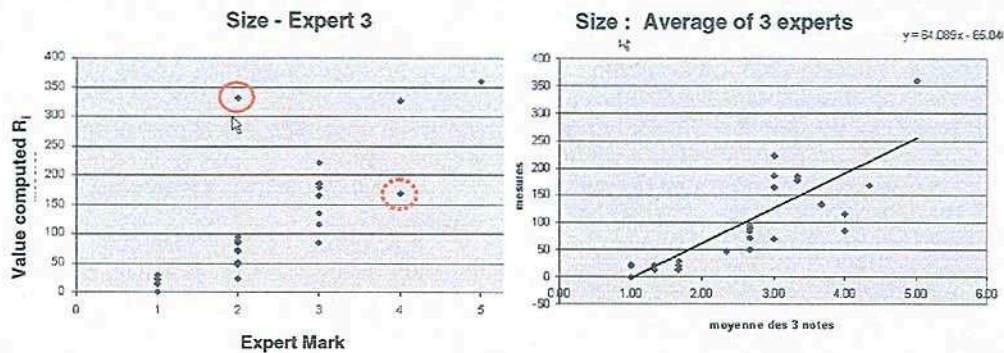 Size - Expert 3
Value computed Ri
400
350
300
250
200
150
100
50
0
0 1 2 3 4 5
Expert Mark
Size : Average of 3 experts
mesures
400
350
300
250
200
150
100
50
0
-50
0.00 1.00 2.00 3.00 4.00 5.00 6.00
moyenne des 3 notes